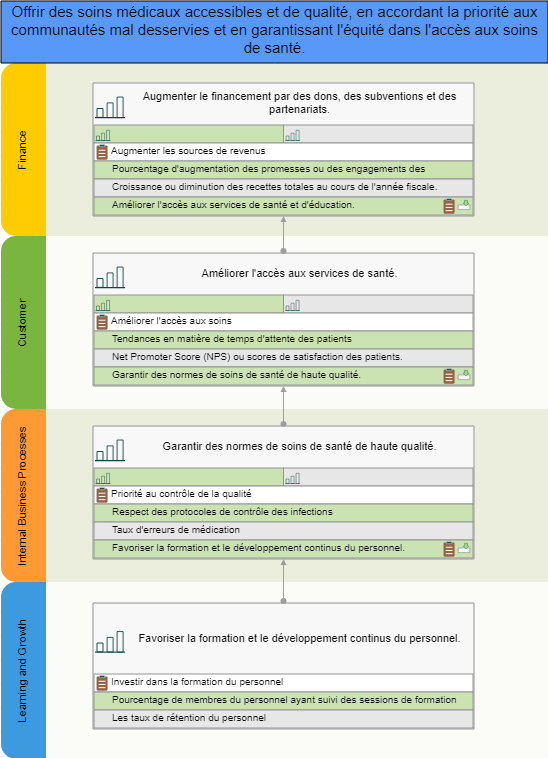 Offrir des soins médicaux accessibles et de qualité, en accordant la priorité aux
communautés mal desservies et en garantissant l'équité dans l'accès aux soins
de santé.
Finance
Augmenter le financement par des dons, des subventions et des
partenariats.
Augmenter les sources de revenus
Pourcentage d'augmentation des promesses ou des engagements des
Croissance ou diminution des recettes totales au cours de l'année fiscale.
Améliorer l'accès aux services de santé et d'éducation.
Customer
Améliorer l'accès aux services de santé.
Améliorer l'accès aux soins
Tendances en matière de temps d'attente des patients
Net Promoter Score (NPS) ou scores de satisfaction des patients.
Garantir des normes de soins de santé de haute qualité.
Internal Business Processes
Garantir des normes de soins de santé de haute qualité.
Priorité au contrôle de la qualité
Respect des protocoles de contrôle des infections
Taux d'erreurs de médication
Favoriser la formation et le développement continus du personnel.
Learning and Growth
Favoriser la formation et le développement continus du personnel.
Investir dans la formation du personnel
Pourcentage de membres du personnel ayant suivi des sessions de formation
Les taux de rétention du personnel